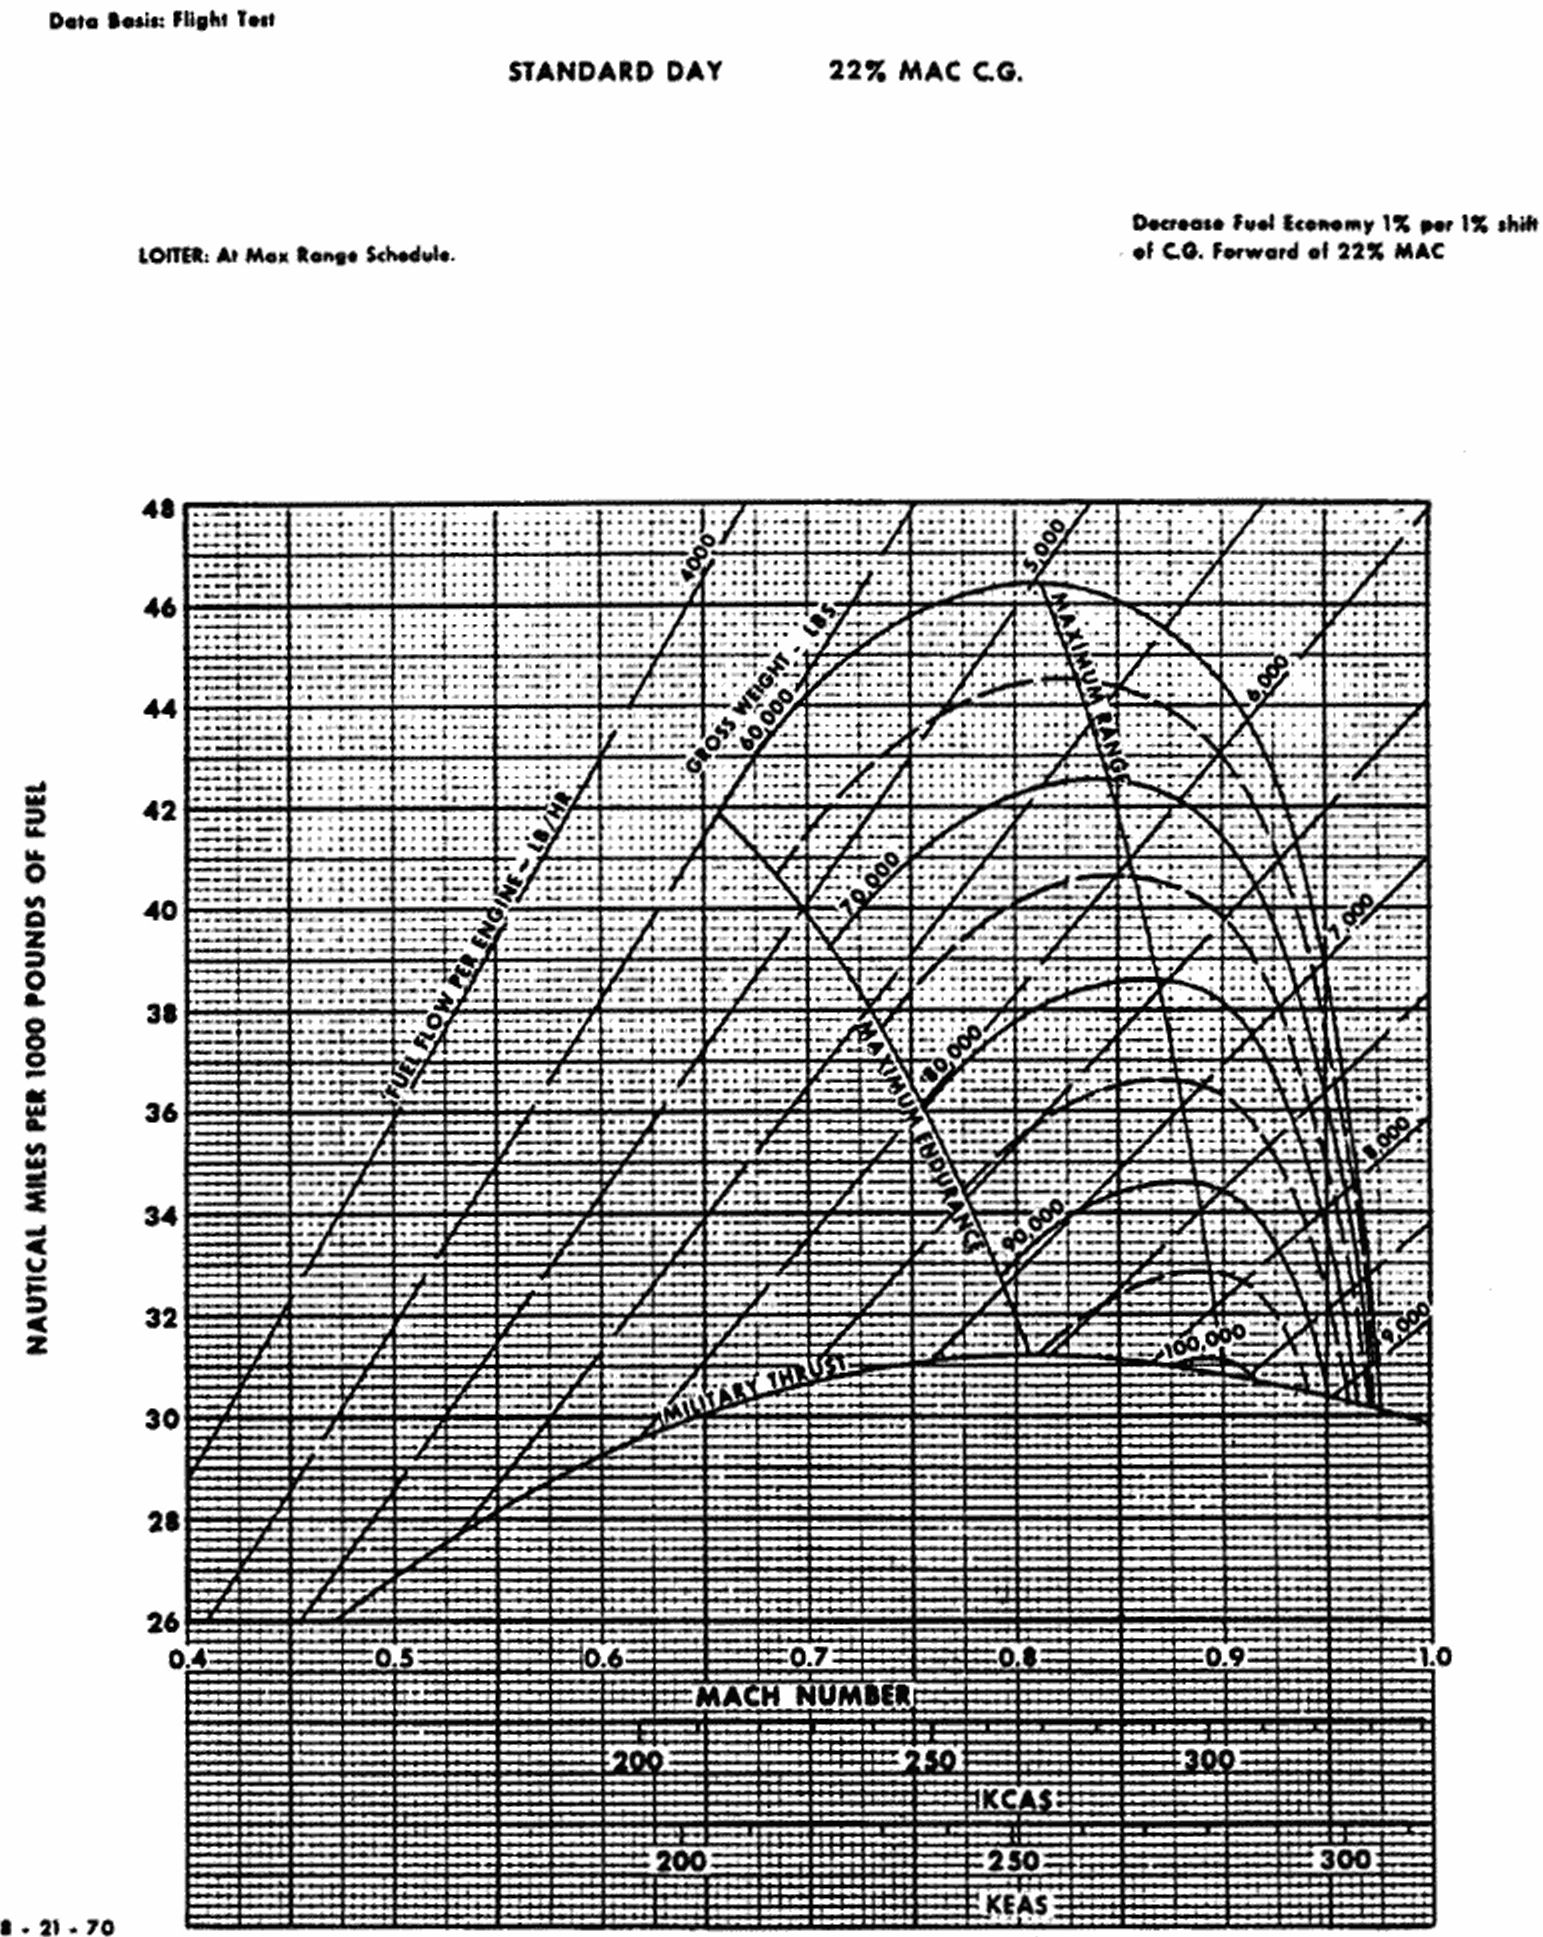 Data Basis: Flight Test
STANDARD DAY 22% MAC C.G.
Decrease Fuel Economy 1% per 1% shift
of C.G. Forward of 22% MAC
LOITER: At Max Range Schedule.
NAUTICAL MILES PER 1000 POUNDS OF FUEL
48
46
44
42
40
38
36
34
32
30
28
26
FUEL FLOW PER ENGINE ~ LB/HR
4000
5,000
6,000
7,000
8,000
9,000
GROSS WEIGHT ~ LBS
60,000
70,000
80,000
90,000
100,000
MAXIMUM RANGE
MAXIMUM ENDURANCE
MILITARY THRUST
0.4 0.5 0.6 0.7 0.8 0.9 1.0
MACH NUMBER
200 250 300
KCAS
200 250 300
KEAS
8 - 21 - 70